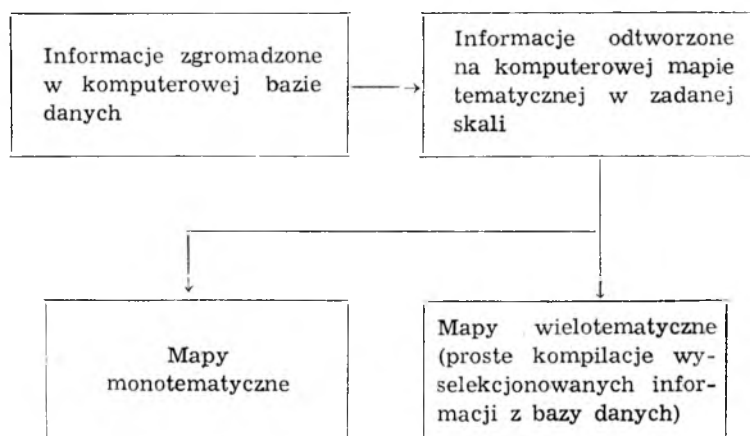 Informacje zgromadzone
w komputerowej bazie
danych
Informacje odtworzone
na komputerowej mapie
tematycznej w zadanej
skali
Mapy
monotematyczne
Mapy wielotematyczne
(proste kompilacje wy-
selekcjonowanych infor-
macji z bazy danych)